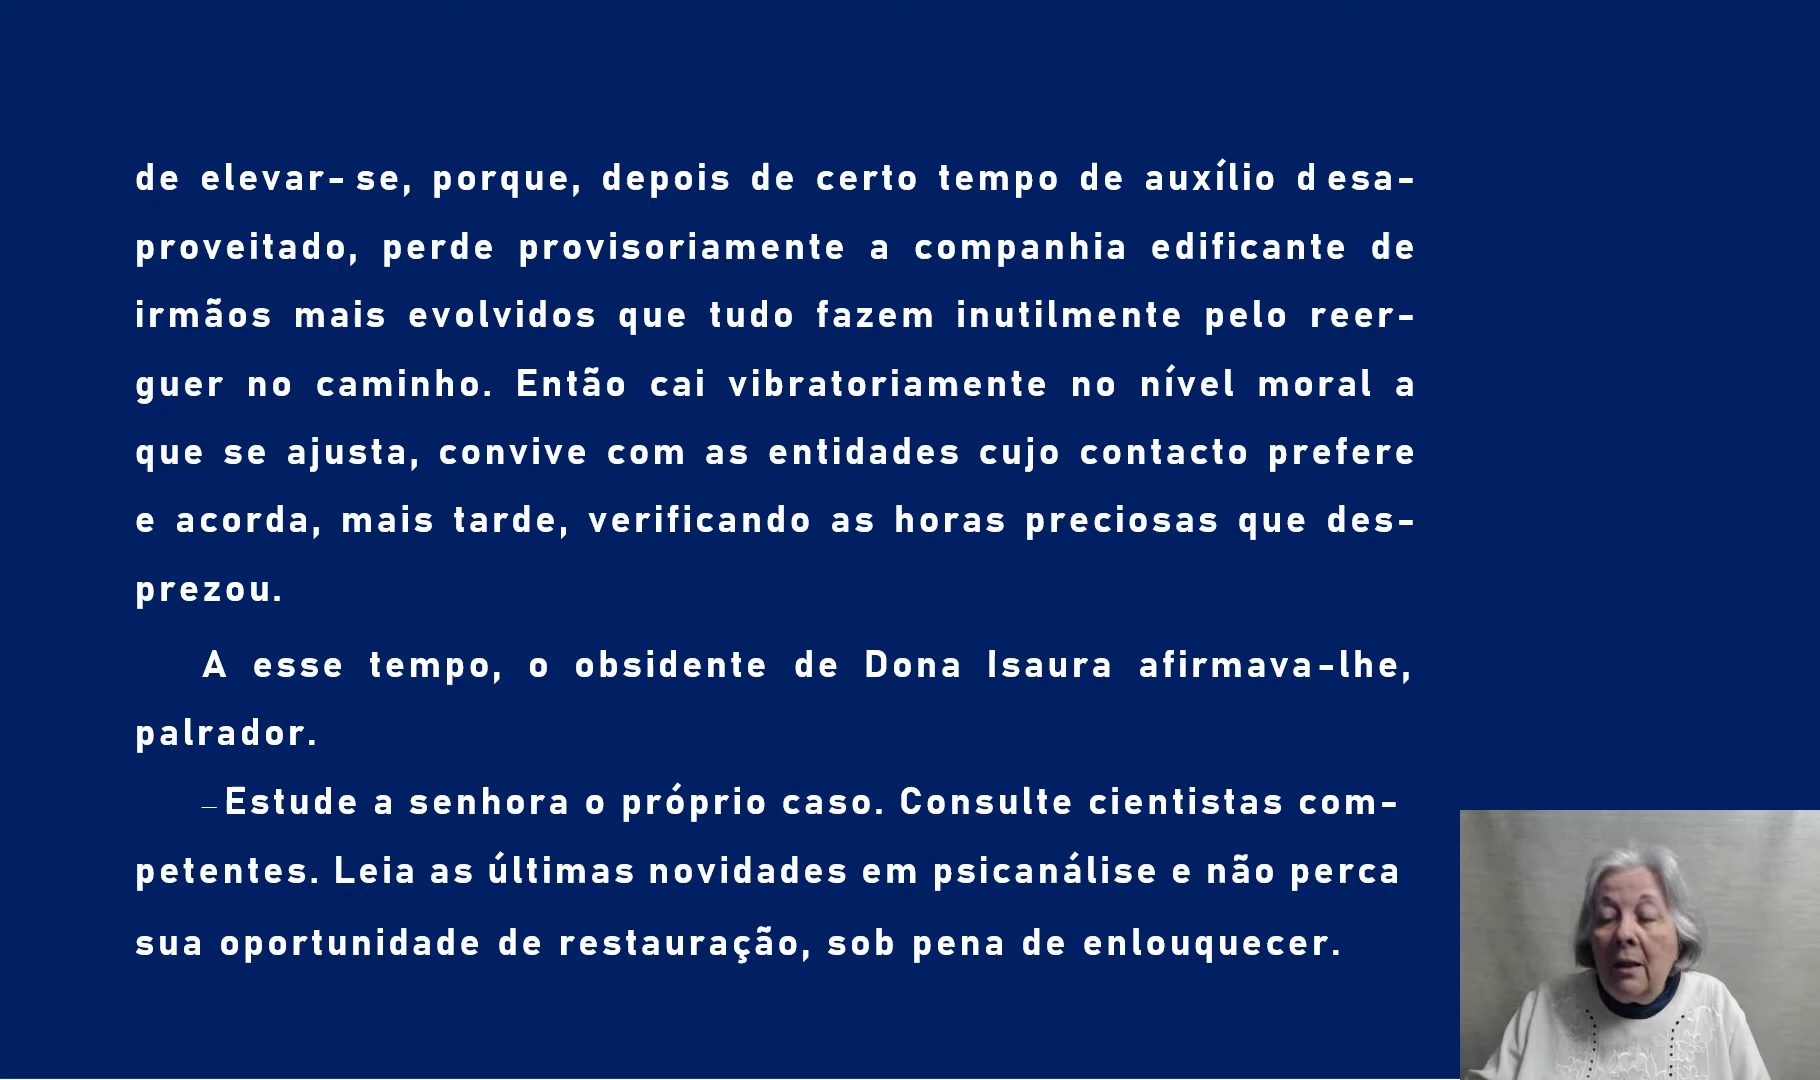 de elevar-se, porque, depois de certo tempo de auxílio desa-
proveitado, perde provisoriamente a companhia edificante de
irmãos mais evolvidos que tudo fazem inutilmente pelo reer-
guer no caminho. Então cai vibratoriamente no nível moral a
que se ajusta, convive com as entidades cujo contacto prefere
e acorda, mais tarde, verificando as horas preciosas que des-
prezou.
A esse tempo, o obsidente de Dona Isaura afirmava-lhe,
palrador.
– Estude a senhora o próprio caso. Consulte cientistas com-
petentes. Leia as últimas novidades em psicanálise e não perca
sua oportunidade de restauração, sob pena de enlouquecer.